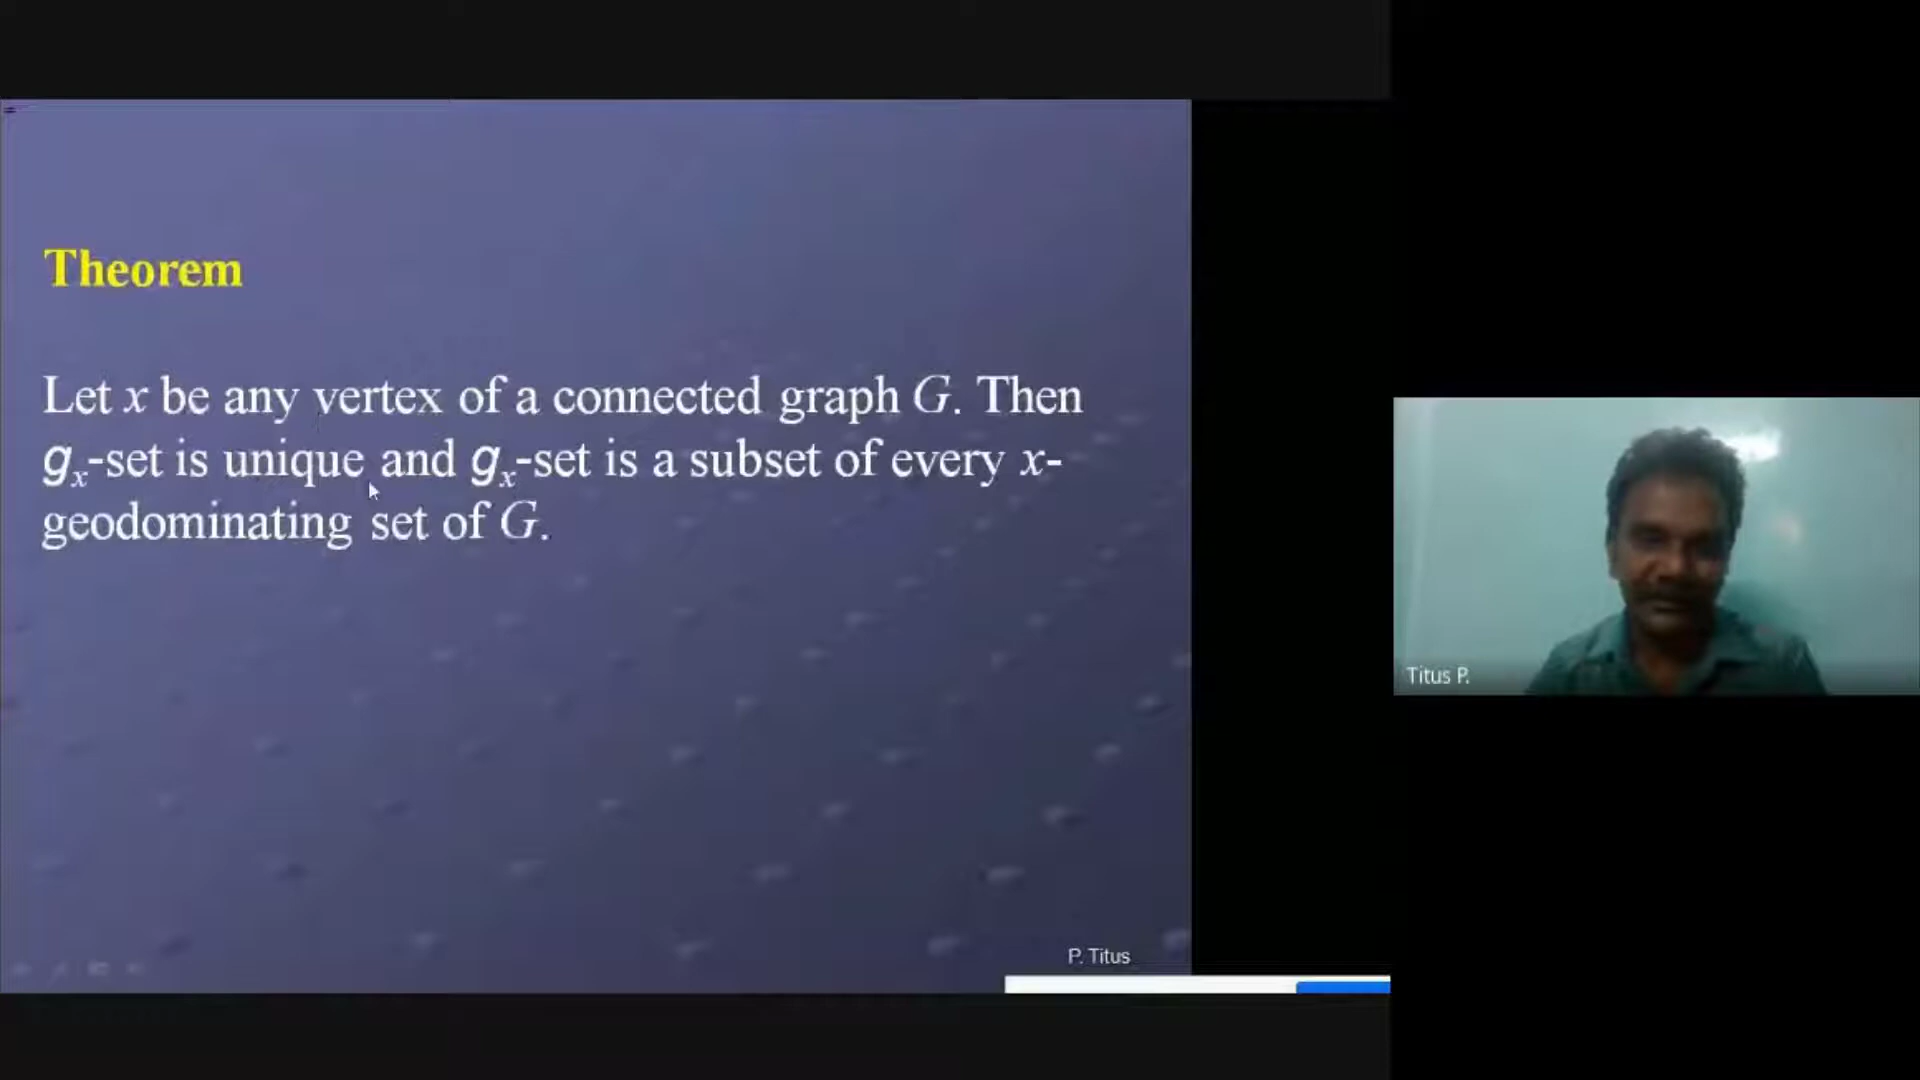 Theorem
Let x be any vertex of a connected graph G. Then
gx-set is unique and gx-set is a subset of every x-
geodominating set of G.
Titus P.
P. Titus